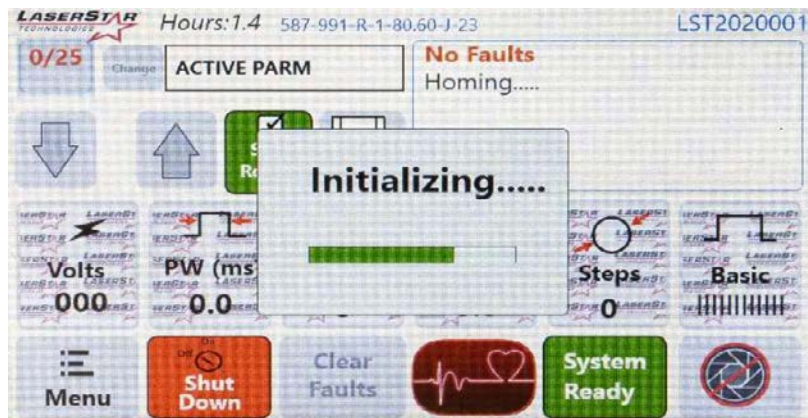 LASERSTAR
TECHNOLOGIES
Hours:1.4
587-991-R-1-80.60-J-23
LST2020001
0/25
Change
ACTIVE PARM
No Faults
Homing.....
Initializing.....
Volts
000
PW (ms
0.0
Steps
0
Basic
Menu
Off
On
Shut
Down
Clear
Faults
System
Ready